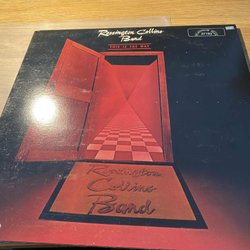 Rossington Collins
Band
THIS IS THE WAY
Rossington
Collins
Band